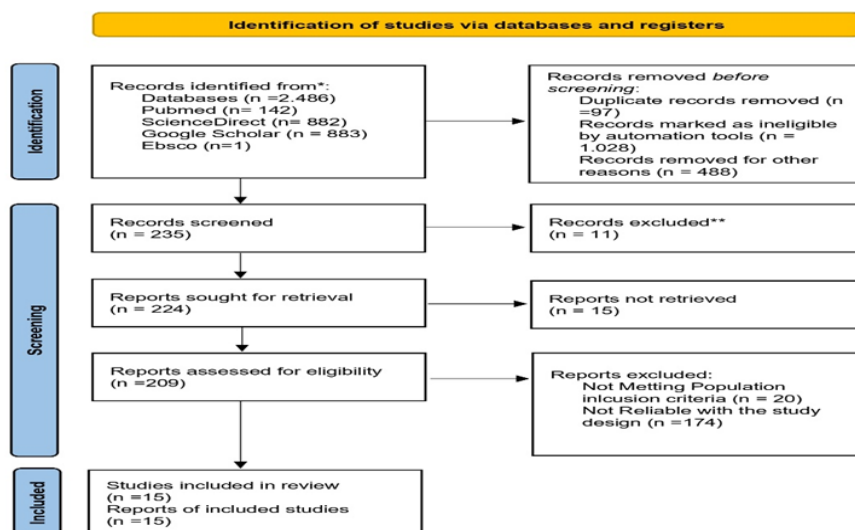 Identification of studies via databases and registers
Identification
Records identified from*:
Databases (n =2.486)
Pubmed (n= 142)
ScienceDirect (n= 882)
Google Scholar (n = 883)
Ebsco (n=1)
Records removed before
screening:
Duplicate records removed (n
=97)
Records marked as ineligible
by automation tools (n =
1.028)
Records removed for other
reasons (n = 488)
Screening
Records screened
(n = 235)
Records excluded**
(n = 11)
Reports sought for retrieval
(n = 224)
Reports not retrieved
(n = 15)
Reports assessed for eligibility
(n =209)
Reports excluded:
Not Metting Population
inlcusion criteria (n = 20)
Not Reliable with the study
design (n =174)
Included
Studies included in review
(n =15)
Reports of included studies
(n =15)